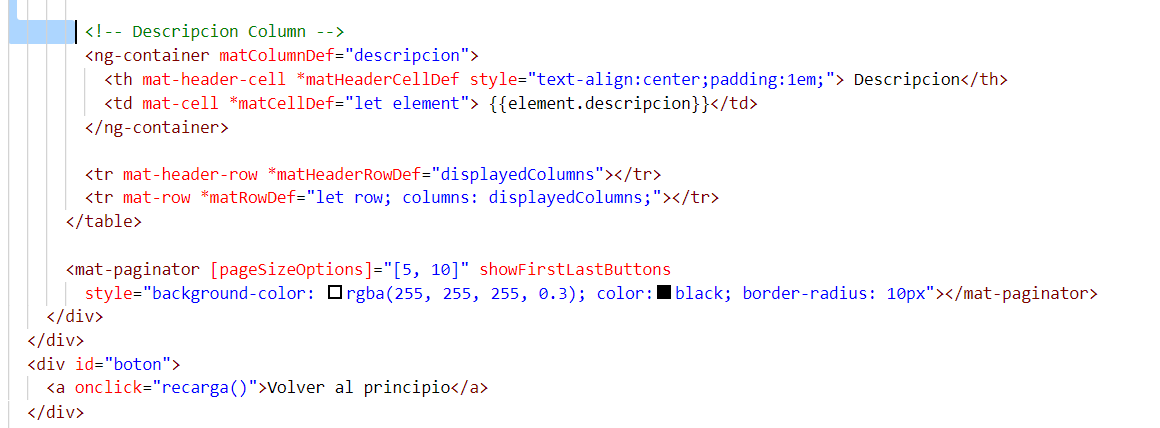 <!-- Descripcion Column -->
<ng-container matColumnDef="descripcion">
<th mat-header-cell *matHeaderCellDef style="text-align:center;padding:1em;"> Descripcion</th>
<td mat-cell *matCellDef="let element"> {{element.descripcion}}</td>
</ng-container>
<tr mat-header-row *matHeaderRowDef="displayedColumns"></tr>
<tr mat-row *matRowDef="let row; columns: displayedColumns;"></tr>
</table>
<mat-paginator [pageSizeOptions]="[5, 10]" showFirstLastButtons
style="background-color: rgba(255, 255, 255, 0.3); color:black; border-radius: 10px"></mat-paginator>
</div>
</div>
<div id="boton">
<a onclick="recarga()">Volver al principio</a>
</div>